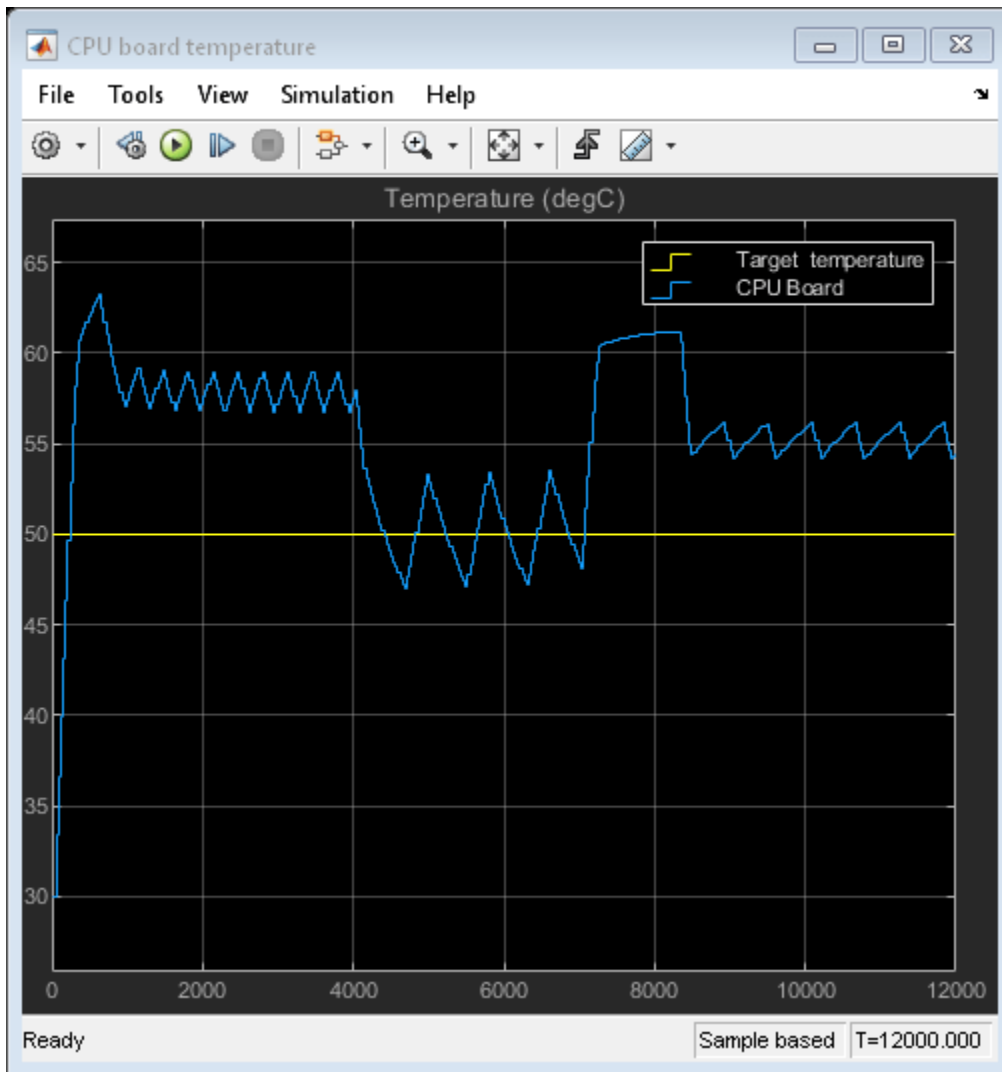 CPU board temperature
File Tools View Simulation Help
Temperature (degC)
Target temperature
CPU Board
65
60
55
50
45
40
35
30
0 2000 4000 6000 8000 10000 12000
Ready Sample based T=12000.000